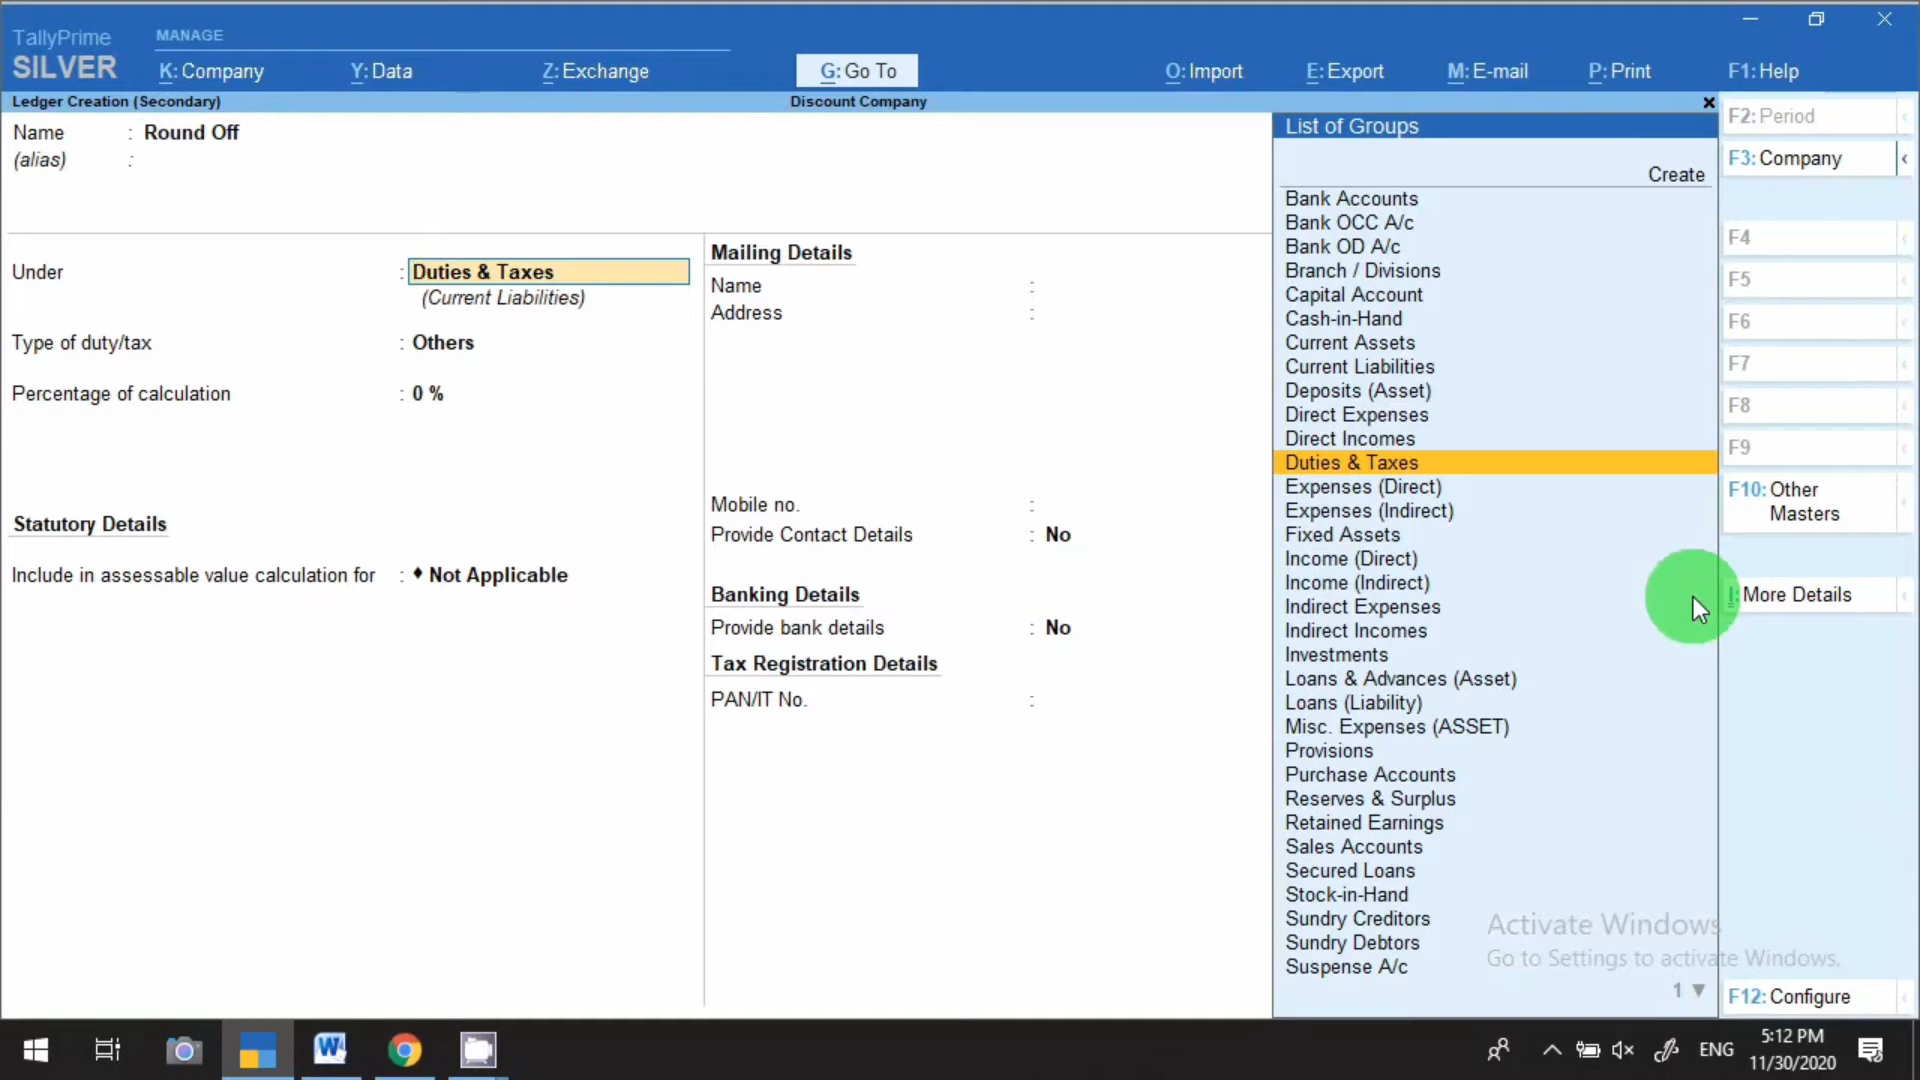 TallyPrime
SILVER
MANAGE
K: Company
Y: Data
Z: Exchange
G: Go To
O: Import
E: Export
M: E-mail
P: Print
F1: Help
Ledger Creation (Secondary)
Discount Company
Name : Round Off
(alias) :
Under : Duties & Taxes
(Current Liabilities)
Type of duty/tax : Others
Percentage of calculation : 0 %
Statutory Details
Include in assessable value calculation for : ♦ Not Applicable
Mailing Details
Name :
Address :
Mobile no. :
Provide Contact Details : No
Banking Details
Provide bank details : No
Tax Registration Details
PAN/IT No. :
List of Groups
Create
Bank Accounts
Bank OCC A/c
Bank OD A/c
Branch / Divisions
Capital Account
Cash-in-Hand
Current Assets
Current Liabilities
Deposits (Asset)
Direct Expenses
Direct Incomes
Duties & Taxes
Expenses (Direct)
Expenses (Indirect)
Fixed Assets
Income (Direct)
Income (Indirect)
Indirect Expenses
Indirect Incomes
Investments
Loans & Advances (Asset)
Loans (Liability)
Misc. Expenses (ASSET)
Provisions
Purchase Accounts
Reserves & Surplus
Retained Earnings
Sales Accounts
Secured Loans
Stock-in-Hand
Sundry Creditors
Sundry Debtors
Suspense A/c
1 ▼
F2: Period
F3: Company
F4
F5
F6
F7
F8
F9
F10: Other
Masters
I: More Details
F12: Configure
Activate Windows
Go to Settings to activate Windows.
ENG
5:12 PM
11/30/2020